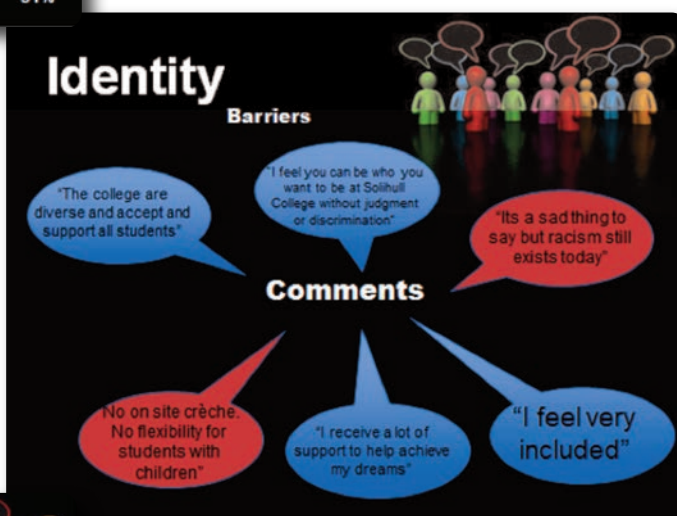 Identity
Barriers
"The college are
diverse and accept and
support all students"
"I feel you can be who you
want to be at Solihull
College without judgment
or discrimination"
"Its a sad thing to
say but racism still
exists today"
Comments
No on site crèche.
No flexibility for
students with
children"
"I receive a lot of
support to help achieve
my dreams"
"I feel very
included"